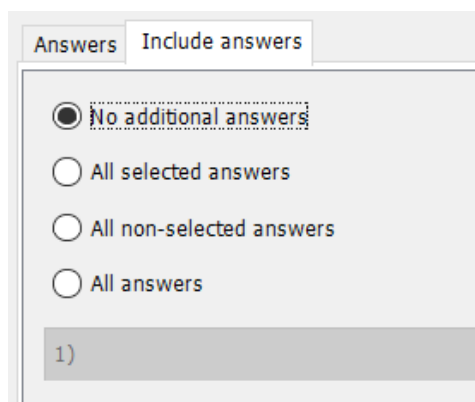 Answers Include answers
No additional answers
All selected answers
All non-selected answers
All answers
1)